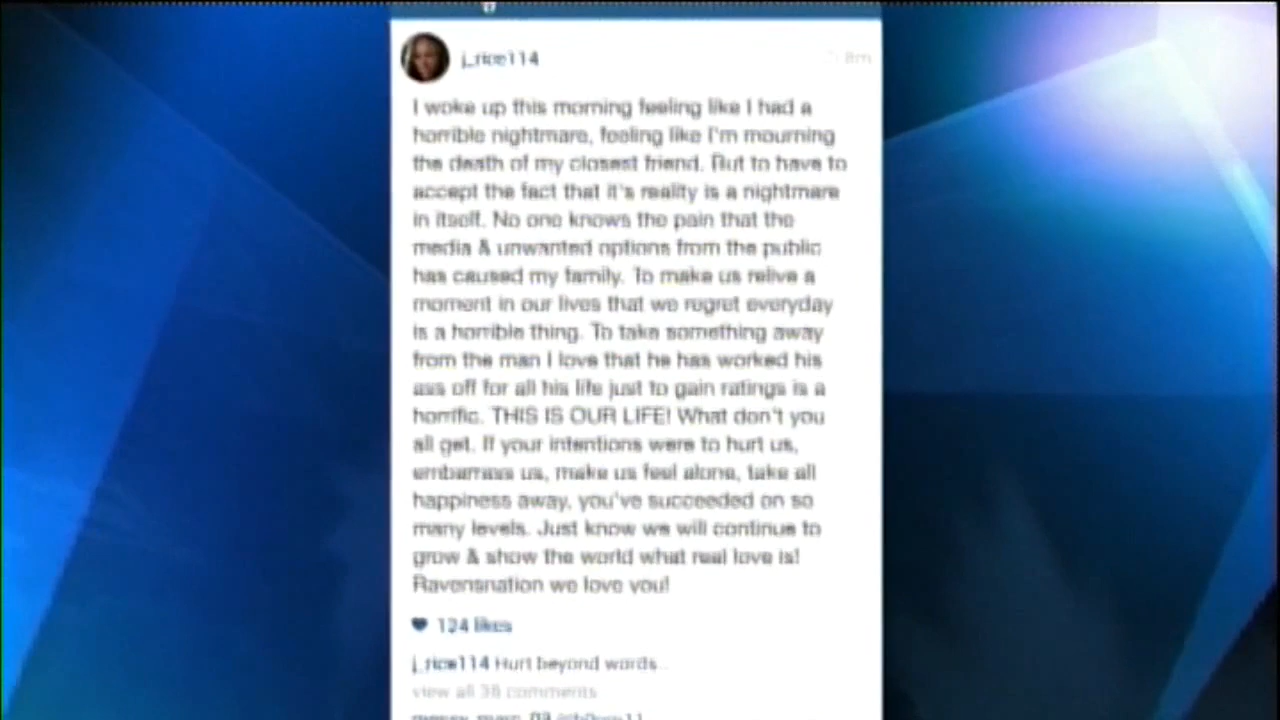 j_rice114
8m
I woke up this morning feeling like I had a
horrible nightmare, feeling like I'm mourning
the death of my closest friend. But to have to
accept the fact that it's reality is a nightmare
in itself. No one knows the pain that the
media & unwanted options from the public
has caused my family. To make us relive a
moment in our lives that we regret everyday
is a horrible thing. To take something away
from the man I love that he has worked his
ass off for all his life just to gain ratings is a
horrific. THIS IS OUR LIFE! What don't you
all get. If your intentions were to hurt us,
embarrass us, make us feel alone, take all
happiness away, you've succeeded on so
many levels. Just know we will continue to
grow & show the world what real love is!
Ravensnation we love you!
124 likes
j_rice114 Hurt beyond words..
view all 38 comments